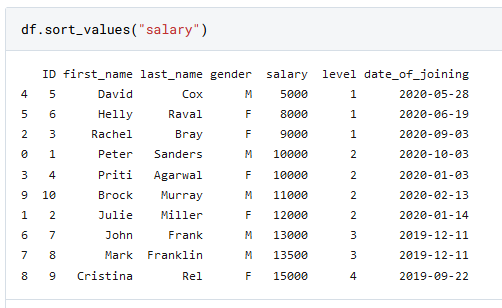 df.sort_values("salary")
ID first_name last_name gender salary level date_of_joining
4 5 David Cox M 5000 1 2020-05-28
5 6 Helly Raval F 8000 1 2020-06-19
2 3 Rachel Bray F 9000 1 2020-09-03
0 1 Peter Sanders M 10000 2 2020-10-03
3 4 Priti Agarwal F 10000 2 2020-01-03
9 10 Brock Murray M 11000 2 2020-02-13
1 2 Julie Miller F 12000 2 2020-01-14
6 7 John Frank M 13000 3 2019-12-11
7 8 Mark Franklin M 13500 3 2019-12-11
8 9 Cristina Rel F 15000 4 2019-09-22